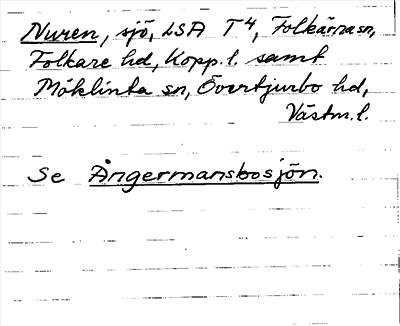 Nuren, sjö, LSA T4, Folkärna sn,
Folkare hd, Kopp. l. samt
Möklinta sn, Övertjurbo hd,
Västm. l.
Se Ångermansbosjön.